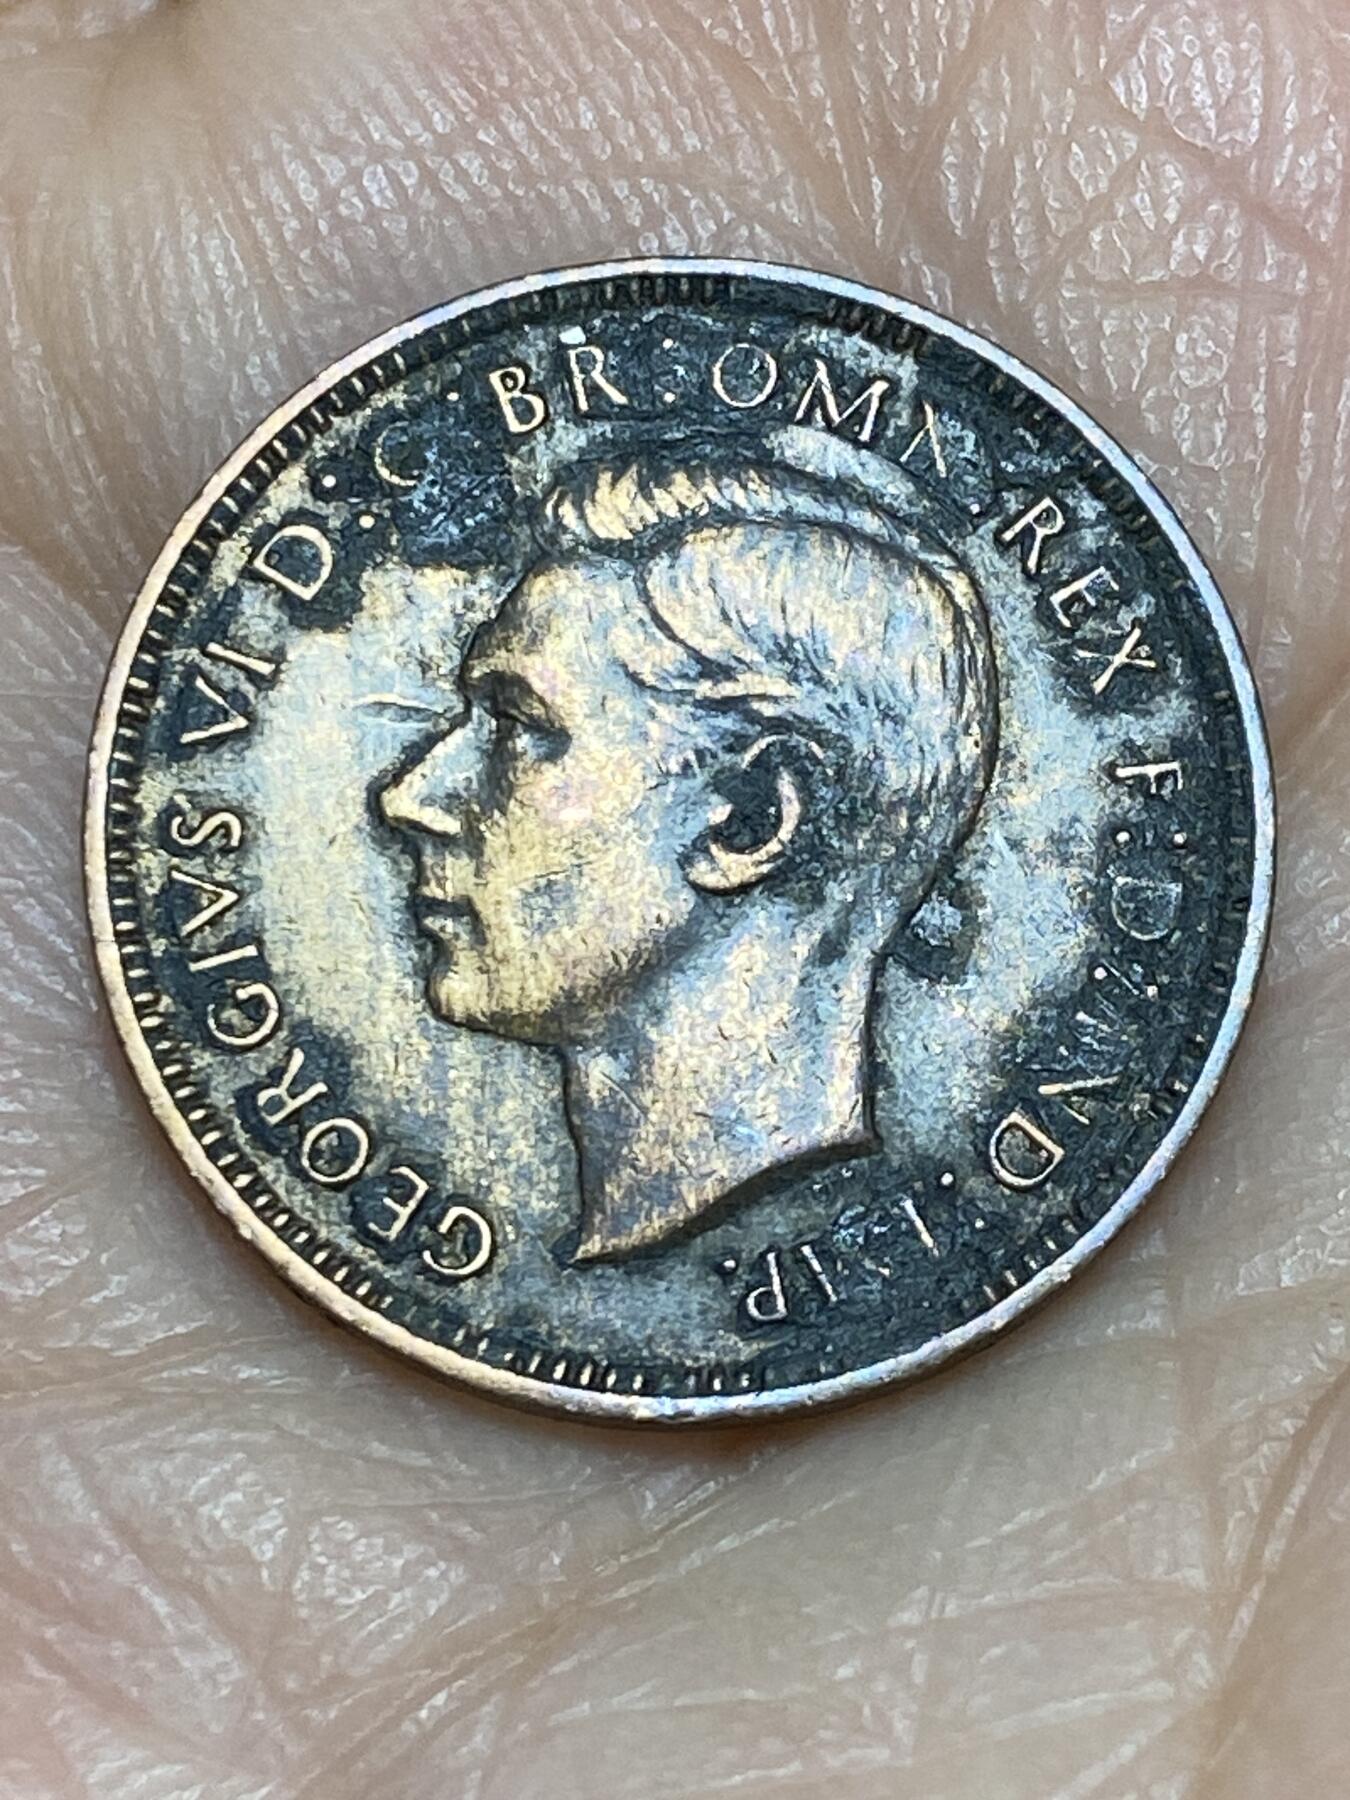 GEORGIVS VI D: G: BR: OMN: REX F: D: IND: IMP.